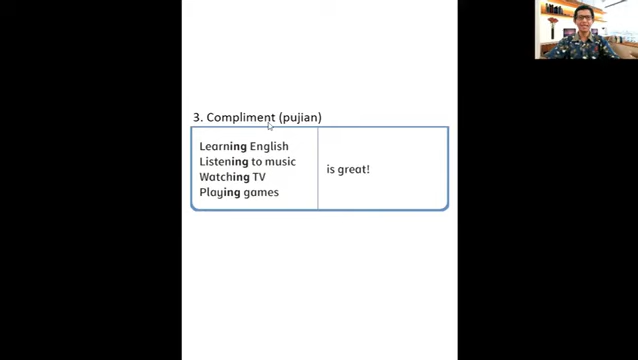 3. Compliment (pujian)
Learning English
Listening to music
Watching TV
Playing games
is great!